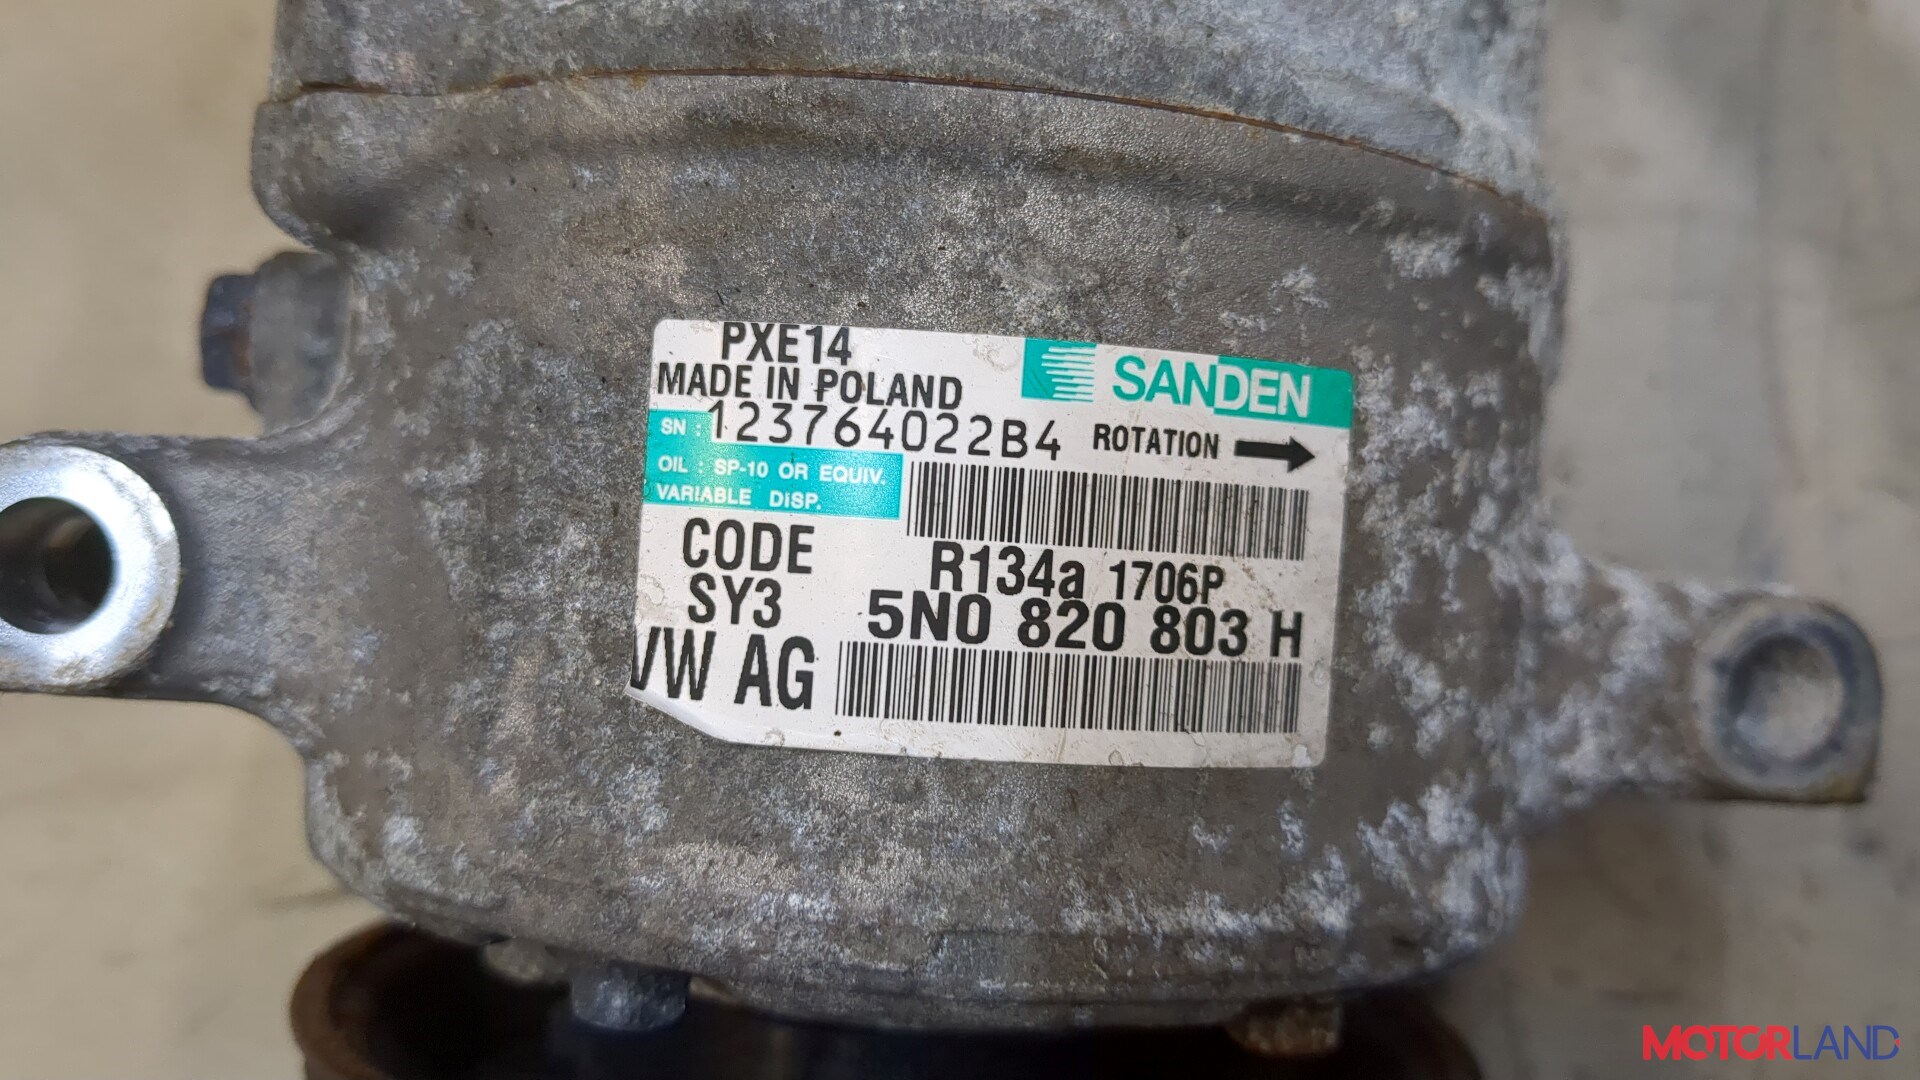 PXE14
MADE IN POLAND
SANDEN
SN : 123764022B4
ROTATION
OIL : SP-10 OR EQUIV.
VARIABLE DISP.
CODE
SY3
R134a 1706P
5N0 820 803 H
VW AG
MOTORLAND